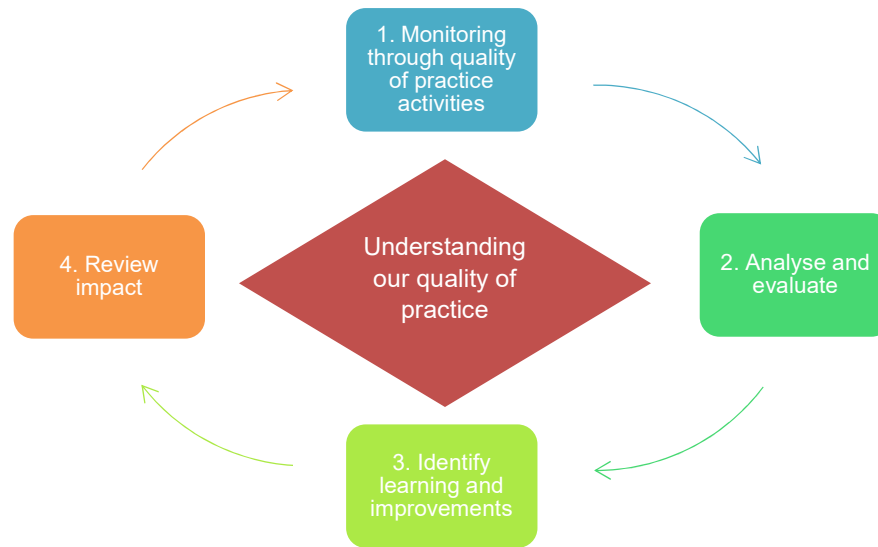 1. Monitoring
through quality
of practice
activities
2. Analyse and
evaluate
3. Identify
learning and
improvements
4. Review
impact
Understanding
our quality of
practice